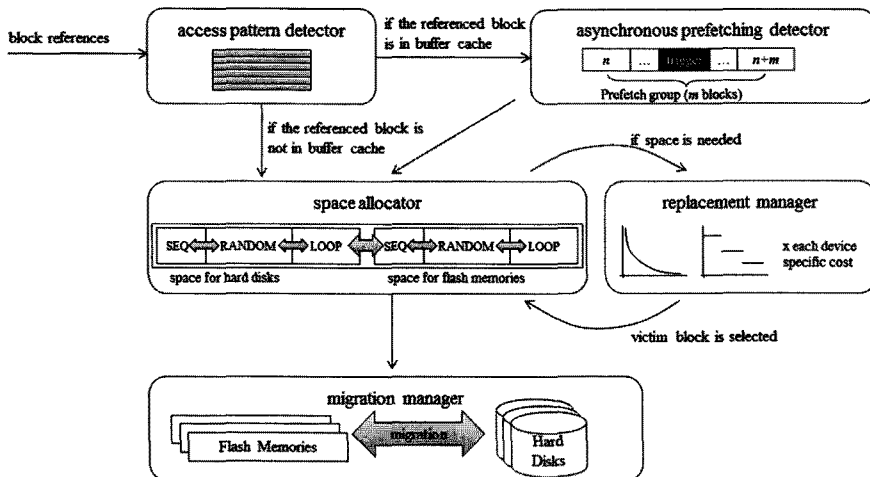 block references
access pattern detector
if the referenced block
is in buffer cache
asynchronous prefetching detector
n ... trigger ... n+m
Prefetch group (m blocks)
if the referenced block is
not in buffer cache
if space is needed
space allocator
SEQ RANDOM LOOP SEQ RANDOM LOOP
space for hard disks
space for flash memories
replacement manager
x each device
specific cost
victim block is selected
migration manager
Flash Memories
migration
Hard
Disks